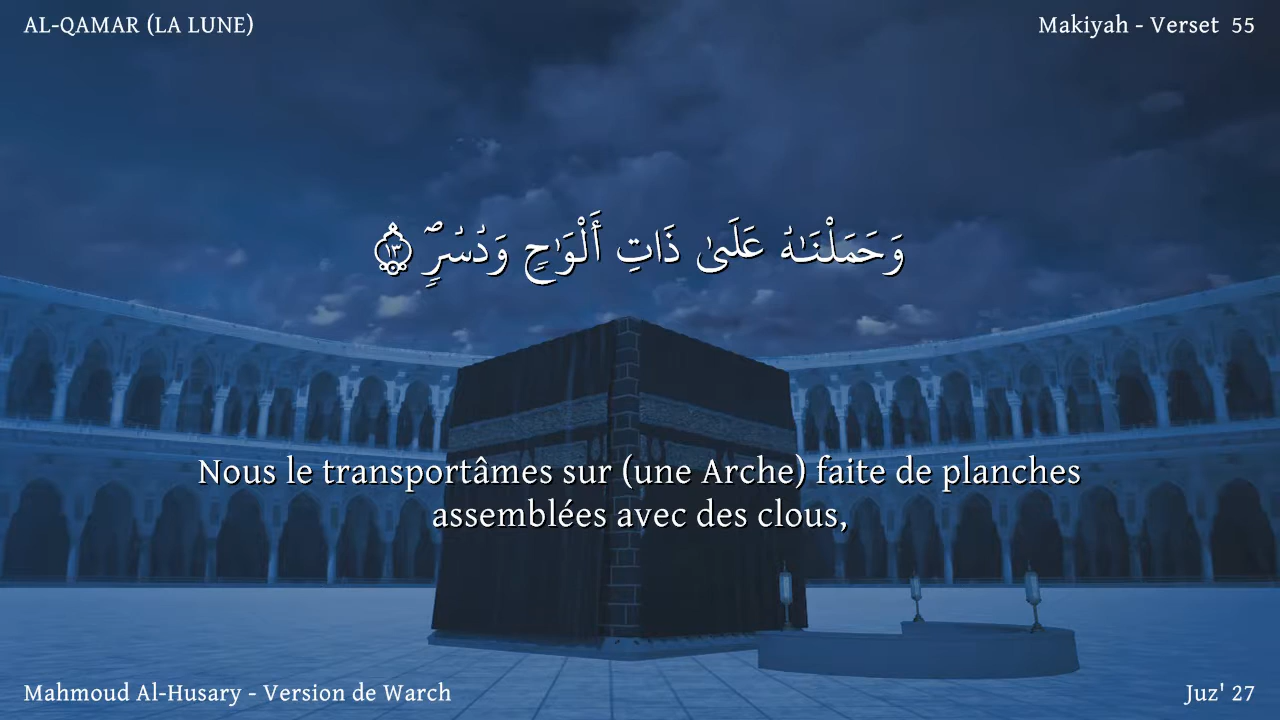 AL-QAMAR (LA LUNE)
Makiyah - Verset 55
وَحَمَلْنَٰهُ عَلَىٰ ذَاتِ أَلْوَٰحٖ وَدُسُرٖ ۝١٣
Nous le transportâmes sur (une Arche) faite de planches
assemblées avec des clous,
Mahmoud Al-Husary - Version de Warch
Juz' 27